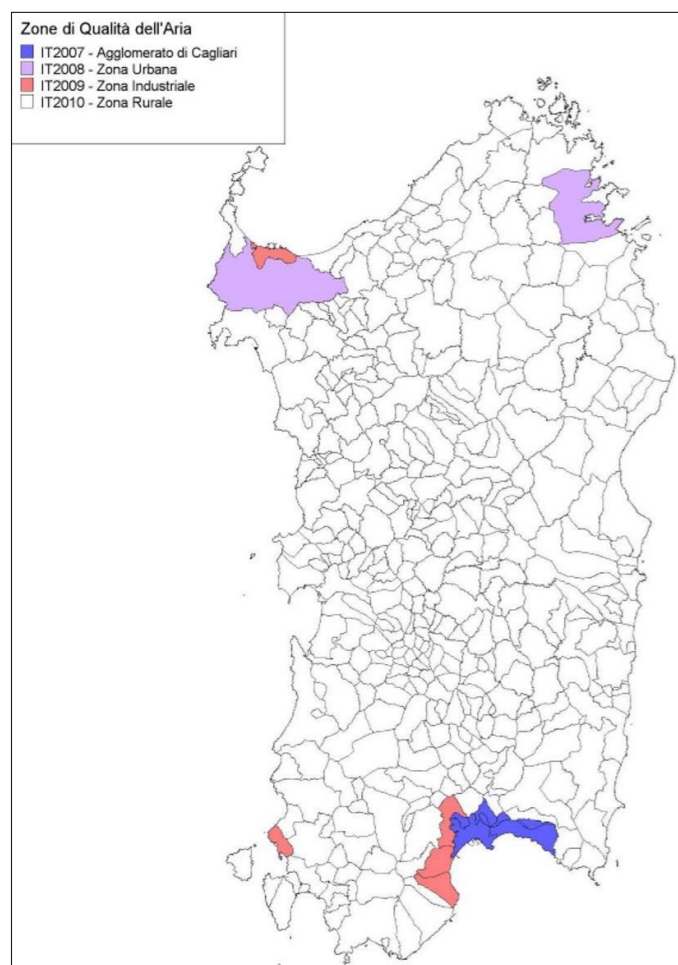 Zone di Qualità dell'Aria
IT2007 - Agglomerato di Cagliari
IT2008 - Zona Urbana
IT2009 - Zona Industriale
IT2010 - Zona Rurale